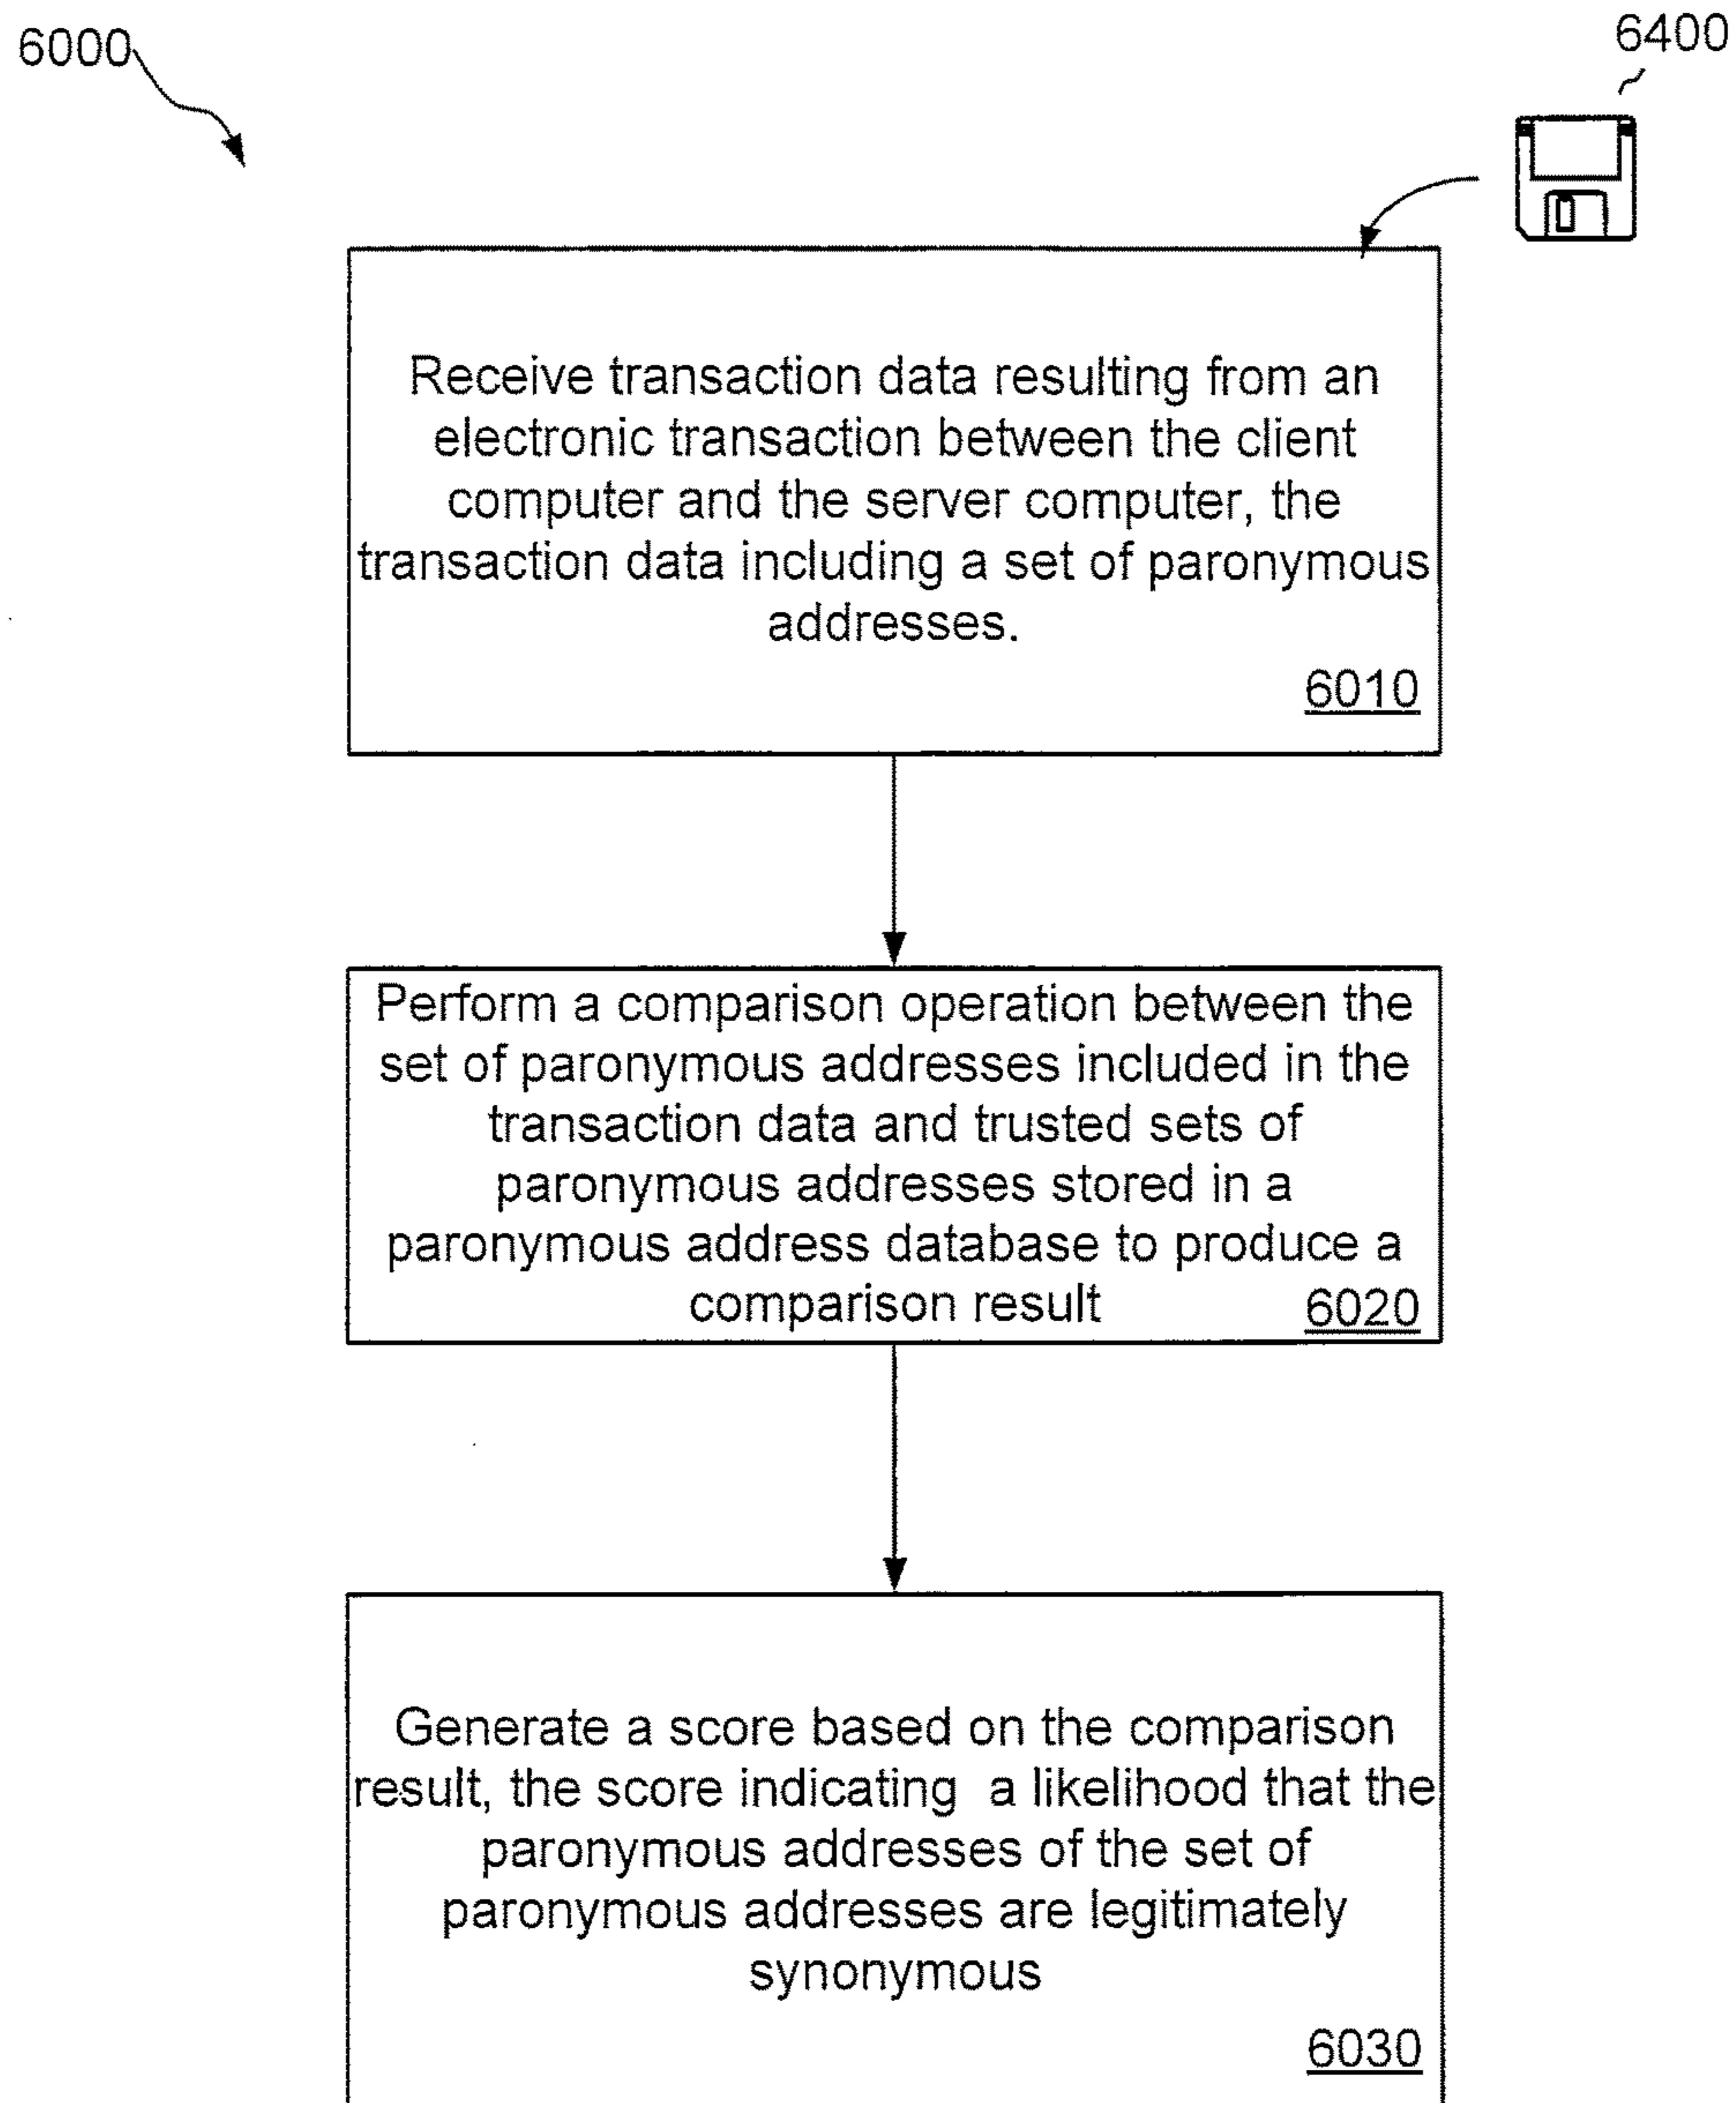 6000
6400
Receive transaction data resulting from an
electronic transaction between the client
computer and the server computer, the
transaction data including a set of paronymous
addresses.
6010
Perform a comparison operation between the
set of paronymous addresses included in the
transaction data and trusted sets of
paronymous addresses stored in a
paronymous address database to produce a
comparison result 6020
Generate a score based on the comparison
result, the score indicating a likelihood that the
paronymous addresses of the set of
paronymous addresses are legitimately
synonymous
6030